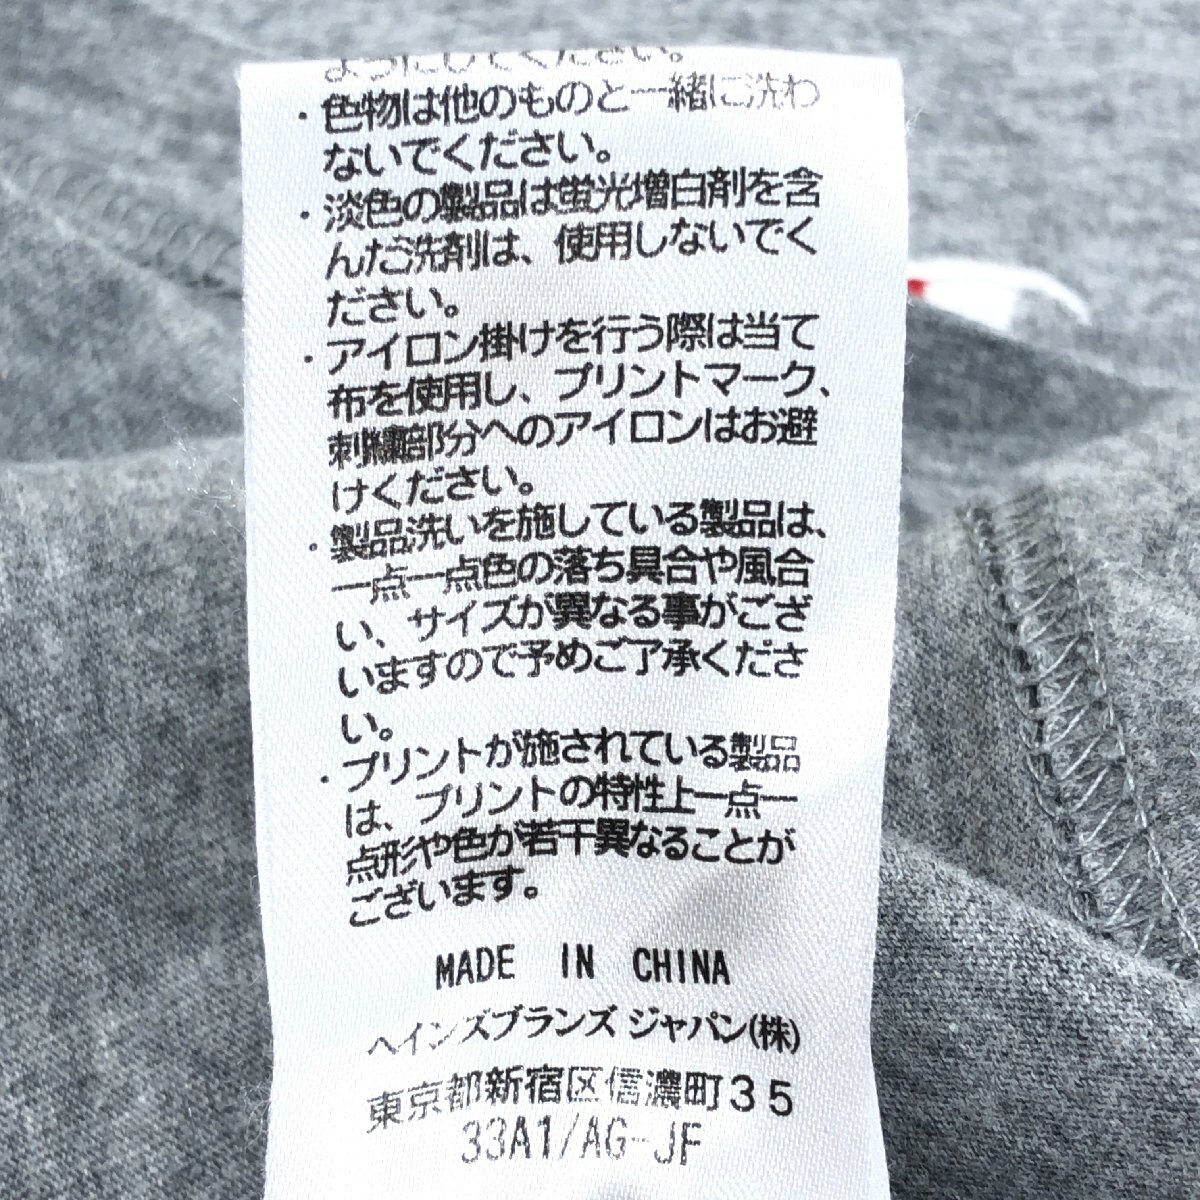 ようにしてください。
・色物は他のものと一緒に洗わ
ないでください。
・淡色の製品は蛍光増白剤を含
んだ洗剤は、使用しないでく
ださい。
・アイロン掛けを行う際は当て
布を使用し、プリントマーク、
刺繍部分へのアイロンはお避
けください。
・製品洗いを施している製品は、
一点一点色の落ち具合や風合
い、サイズが異なる事がござ
いますので予めご了承くださ
い。
・プリントが施されている製品
は、プリントの特性上一点一
点形や色が若干異なることが
ございます。
MADE IN CHINA
ヘインズブランズ ジャパン(株)
東京都新宿区信濃町35
33A1/AG-JF